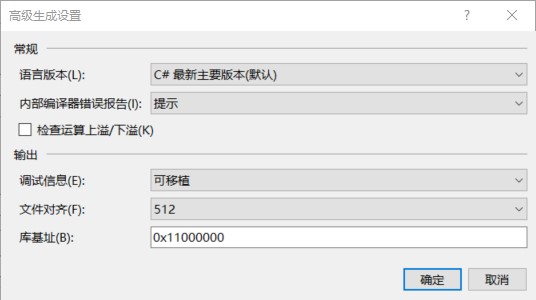 高级生成设置
常规
语言版本(L): C# 最新主要版本(默认)
内部编译器错误报告(I): 提示
检查运算上溢/下溢(K)
输出
调试信息(E): 可移植
文件对齐(F): 512
库基址(B): 0x11000000
确定 取消